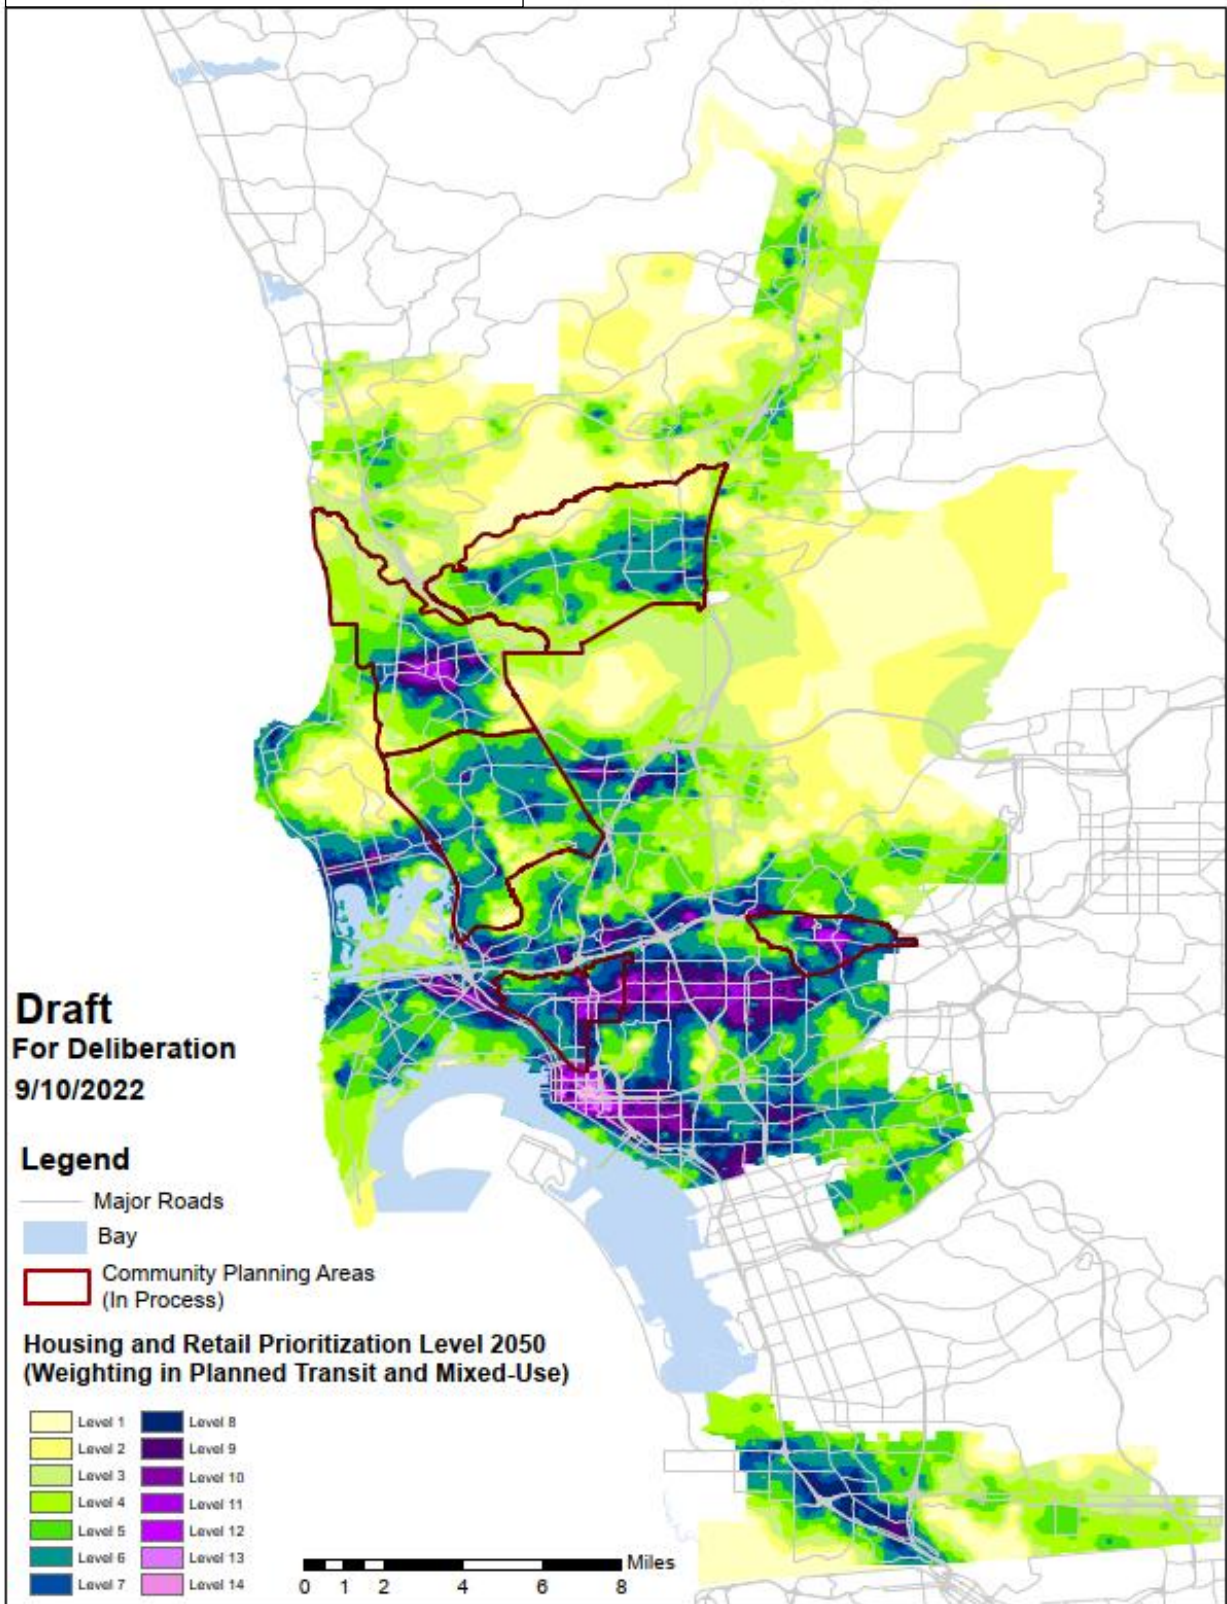 Draft
For Deliberation
9/10/2022
Legend
Major Roads
Bay
Community Planning Areas
(In Process)
Housing and Retail Prioritization Level 2050
(Weighting in Planned Transit and Mixed-Use)
Level 1
Level 2
Level 3
Level 4
Level 5
Level 6
Level 7
Level 8
Level 9
Level 10
Level 11
Level 12
Level 13
Level 14
Miles
0 1 2 4 6 8